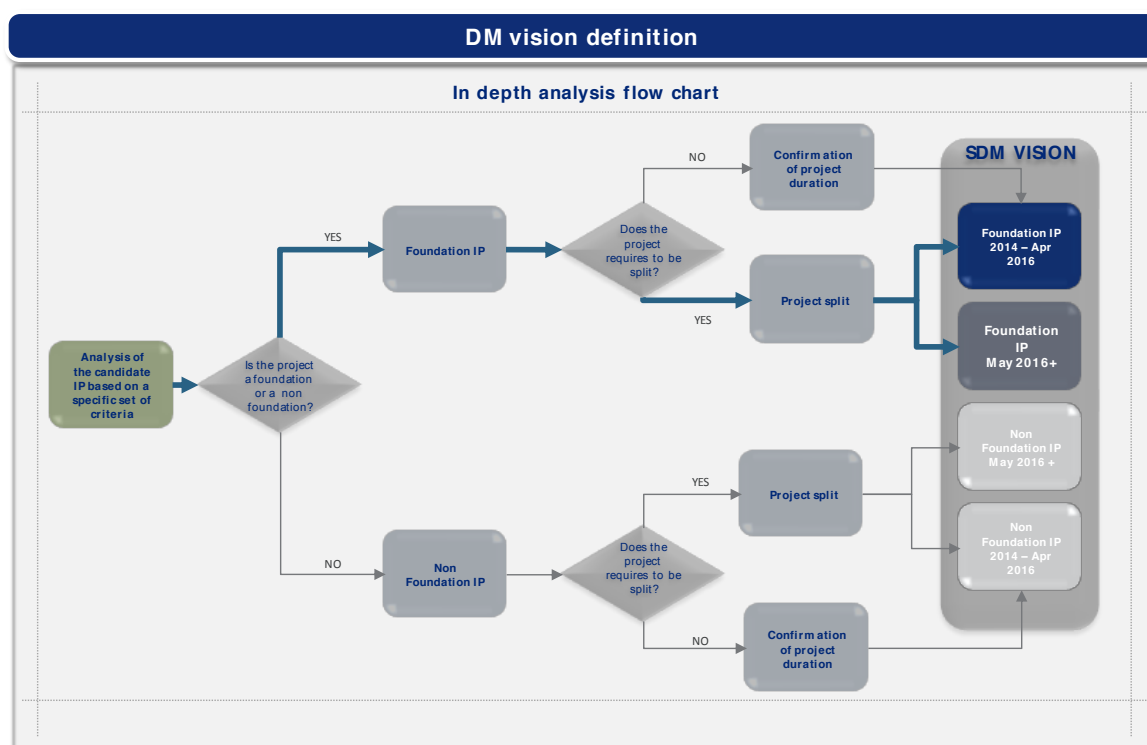 DM vision definition
In depth analysis flow chart
SDM VISION
NO
Confirmation
of project
duration
YES
Foundation IP
Does the
project
requires to be
split?
Foundation IP
2014 – Apr
2016
YES
Project split
Foundation
IP
May 2016+
Analysis of
the candidate
IP based on a
specific set of
criteria
Is the project
a foundation
or a non
foundation?
Non
Foundation IP
May 2016 +
YES
Project split
NO
Non
Foundation IP
Does the
project
requires to be
split?
Non
Foundation IP
2014 – Apr
2016
NO
Confirmation
of project
duration